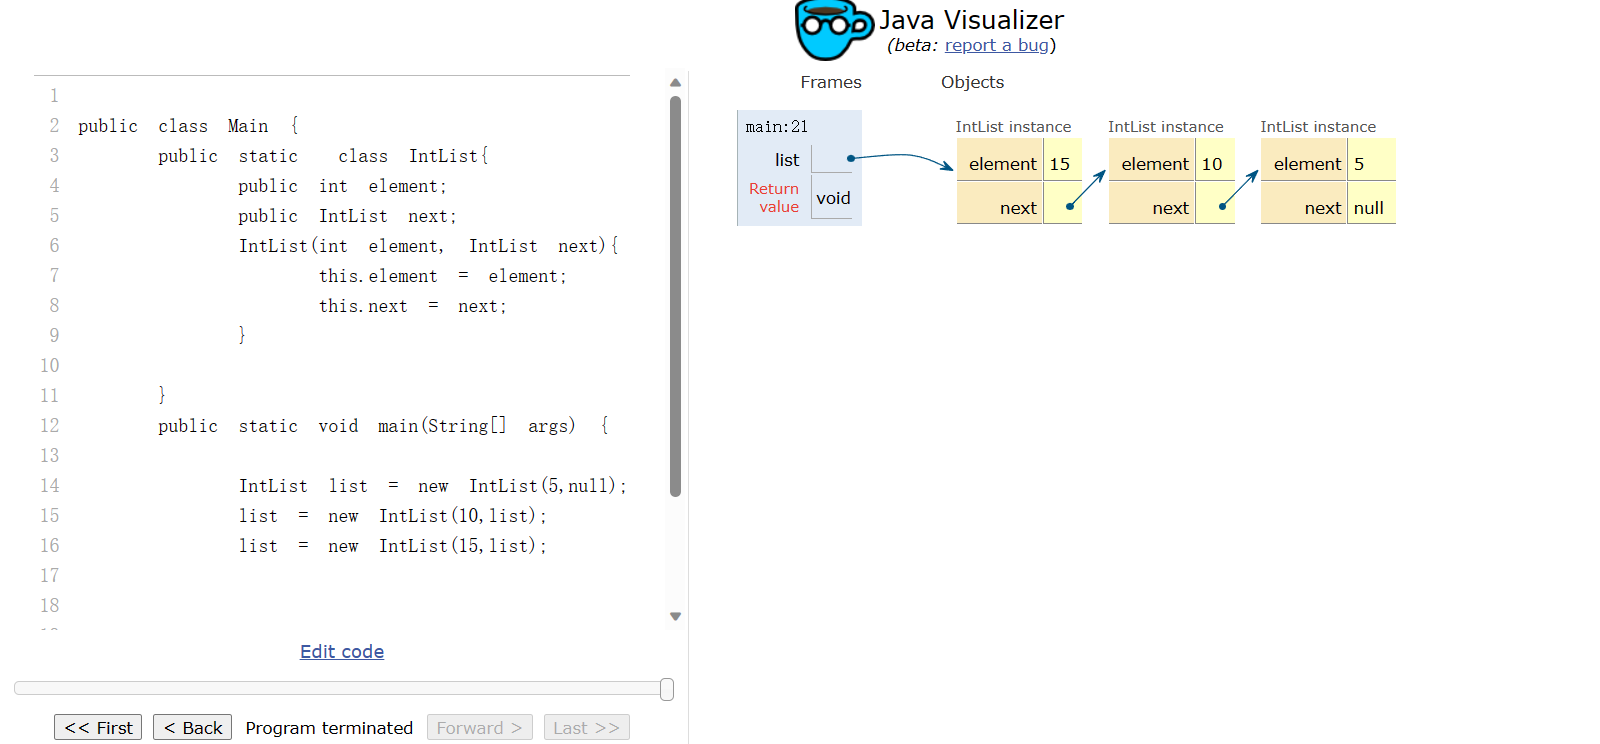 Java Visualizer
(beta: report a bug)
Frames
Objects
1
2 public class Main {
3 public static class IntList{
4 public int element;
5 public IntList next;
6 IntList(int element, IntList next){
7 this.element = element;
8 this.next = next;
9 }
10
11 }
12 public static void main(String[] args) {
13
14 IntList list = new IntList(5,null);
15 list = new IntList(10,list);
16 list = new IntList(15,list);
17
18
Edit code
<< First < Back Program terminated Forward > Last >>
main:21
list
Return value void
IntList instance
element 15
next
IntList instance
element 10
next
IntList instance
element 5
next null